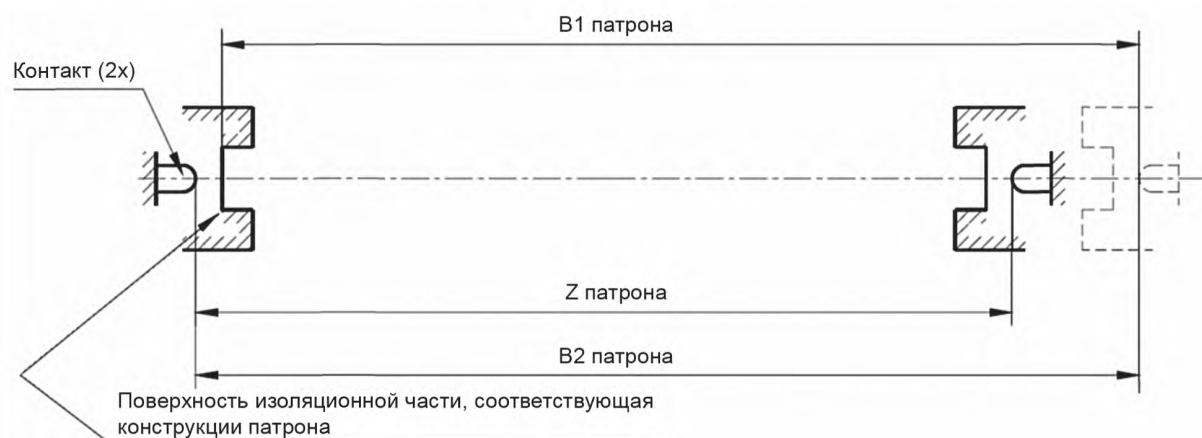 B1 патрона
Контакт (2x)
Z патрона
B2 патрона
Поверхность изоляционной части, соответствующая
конструкции патрона